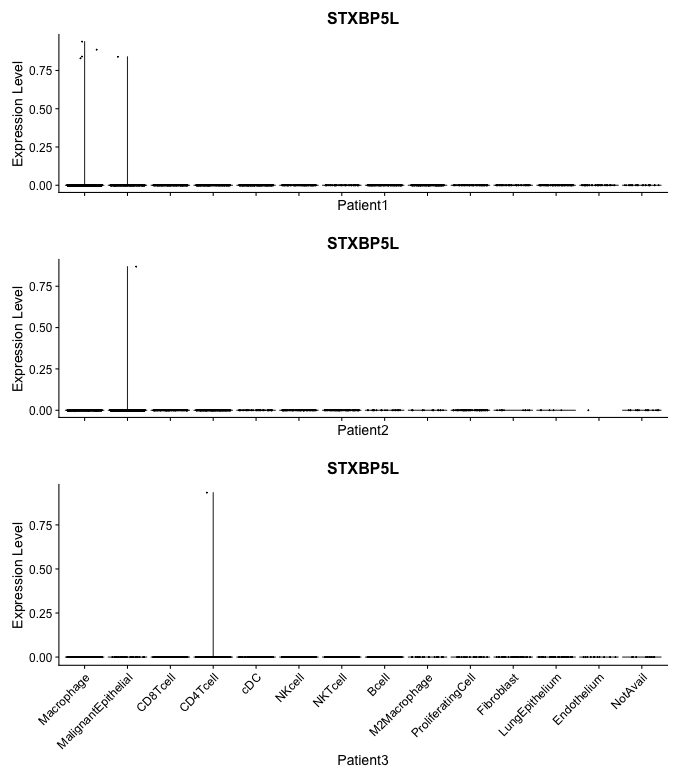 STXBP5L
Expression Level
0.75
0.50
0.25
0.00
Patient1
STXBP5L
Expression Level
0.75
0.50
0.25
0.00
Patient2
STXBP5L
Expression Level
0.75
0.50
0.25
0.00
Macrophage
MalignantEpithelial
CD8Tcell
CD4Tcell
cDC
NKcell
NKTcell
Bcell
M2Macrophage
ProliferatingCell
Fibroblast
LungEpithelium
Endothelium
NotAvail
Patient3